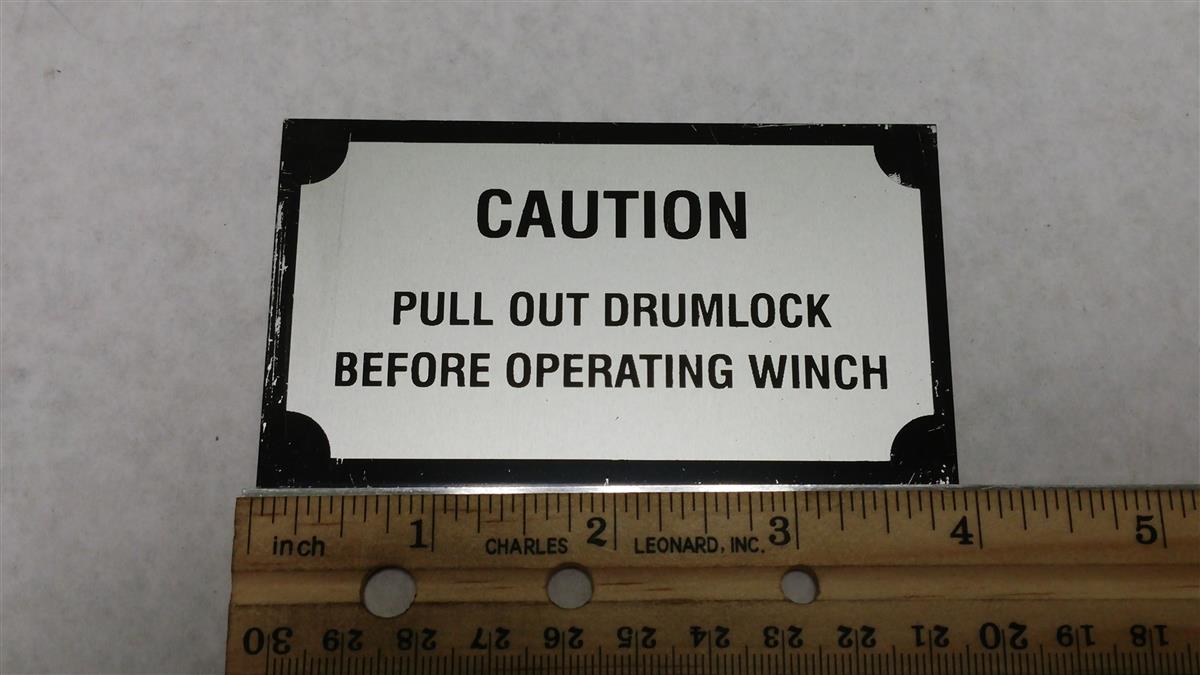 CAUTION
PULL OUT DRUMLOCK
BEFORE OPERATING WINCH
1 2 3 4 5
inch CHARLES LEONARD, INC.
30 29 28 27 26 25 24 23 22 21 20 19 18